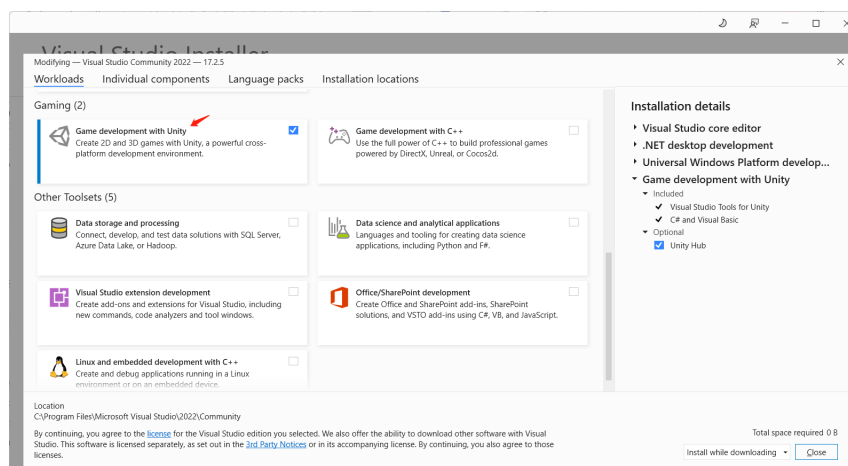 Visual Studio Installer
Modifying — Visual Studio Community 2022 — 17.2.5
Workloads Individual components Language packs Installation locations
Gaming (2)
Game development with Unity
Create 2D and 3D games with Unity, a powerful cross-
platform development environment.
Game development with C++
Use the full power of C++ to build professional games
powered by DirectX, Unreal, or Cocos2d.
Other Toolsets (5)
Data storage and processing
Connect, develop, and test data solutions with SQL Server,
Azure Data Lake, or Hadoop.
Data science and analytical applications
Languages and tooling for creating data science
applications, including Python and F#.
Visual Studio extension development
Create add-ons and extensions for Visual Studio, including
new commands, code analyzers and tool windows.
Office/SharePoint development
Create Office and SharePoint add-ins, SharePoint
solutions, and VSTO add-ins using C#, VB, and JavaScript.
Linux and embedded development with C++
Create and debug applications running in a Linux
environment or on an embedded device.
Installation details
Visual Studio core editor
.NET desktop development
Universal Windows Platform develop...
Game development with Unity
Included
Visual Studio Tools for Unity
C# and Visual Basic
Optional
Unity Hub
Location
C:\Program Files\Microsoft Visual Studio\2022\Community
By continuing, you agree to the license for the Visual Studio edition you selected. We also offer the ability to download other software with Visual
Studio. This software is licensed separately, as set out in the 3rd Party Notices or in its accompanying license. By continuing, you also agree to those
licenses.
Total space required 0 B
Install while downloading
Close